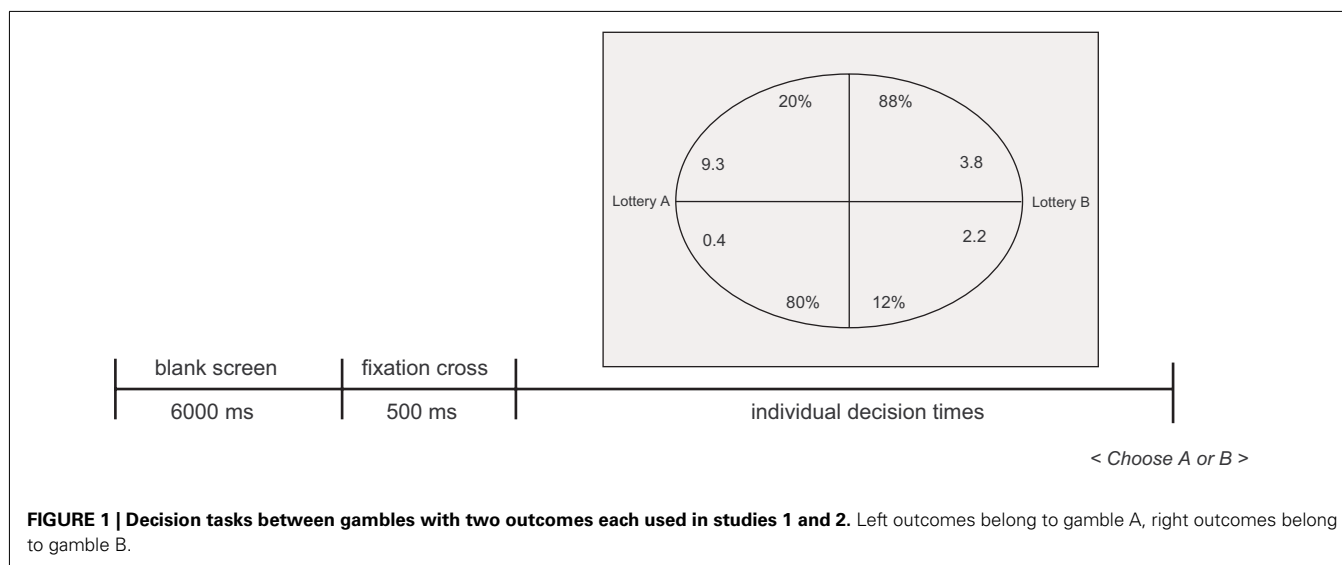 20% 88%
9.3 3.8
Lottery A Lottery B
0.4 2.2
80% 12%
blank screen fixation cross
6000 ms 500 ms individual decision times
< Choose A or B >
FIGURE 1 | Decision tasks between gambles with two outcomes each used in studies 1 and 2. Left outcomes belong to gamble A, right outcomes belong
to gamble B.